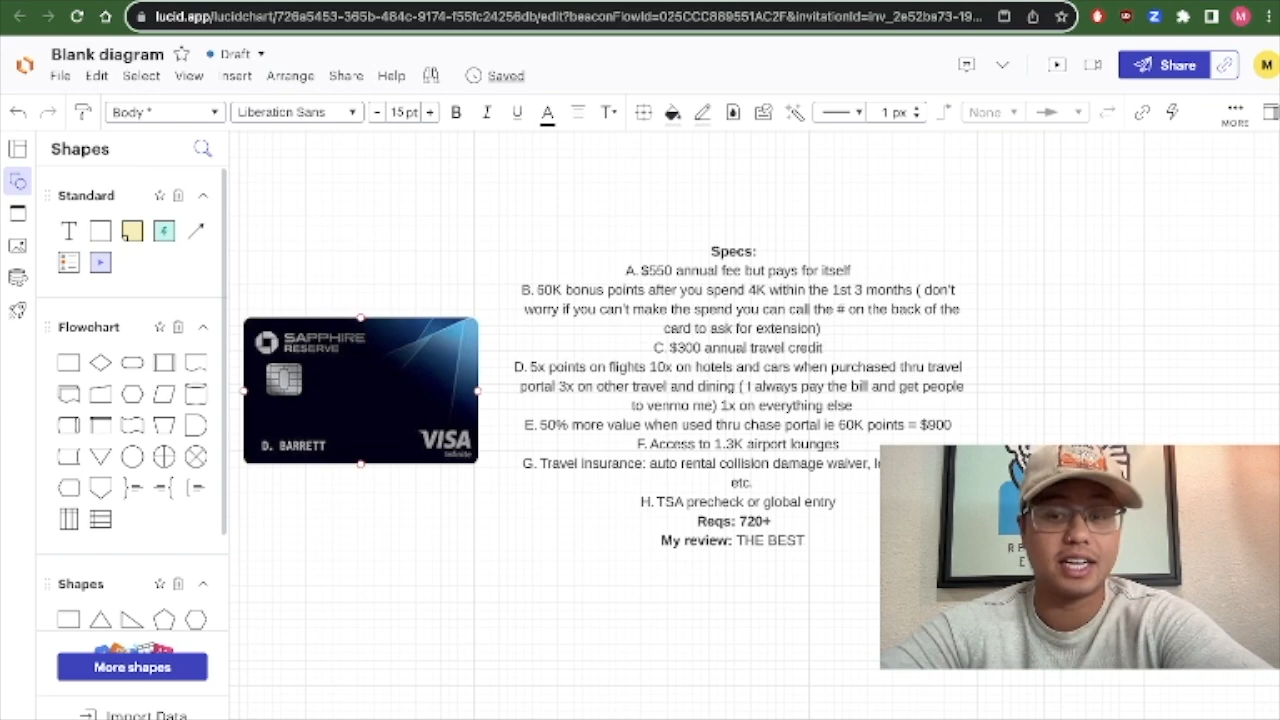 lucid.app/lucidchart/726a5453-365b-484c-9174-f55fc24256db/edit?beaconFlowId=025CCC889551AC2F&invitationId=inv_2e52ba73-19...
Blank diagram
Draft
File Edit Select View Insert Arrange Share Help
Saved
Share
M
M
Body *
Liberation Sans
- 15 pt +
B I U A T
1 px
None
MORE
Shapes
Standard
T
Flowchart
Shapes
More shapes
Import Data
SAPPHIRE
RESERVE
D. BARRETT
VISA
Infinite
Specs:
A. $550 annual fee but pays for itself
B. 60K bonus points after you spend 4K within the 1st 3 months ( don't
worry if you can't make the spend you can call the # on the back of the
card to ask for extension)
C. $300 annual travel credit
D. 5x points on flights 10x on hotels and cars when purchased thru travel
portal 3x on other travel and dining ( I always pay the bill and get people
to venmo me) 1x on everything else
E. 50% more value when used thru chase portal ie 60K points = $900
F. Access to 1.3K airport lounges
G. Travel insurance: auto rental collision damage waiver,
etc.
H. TSA precheck or global entry
Reqs: 720+
My review: THE BEST